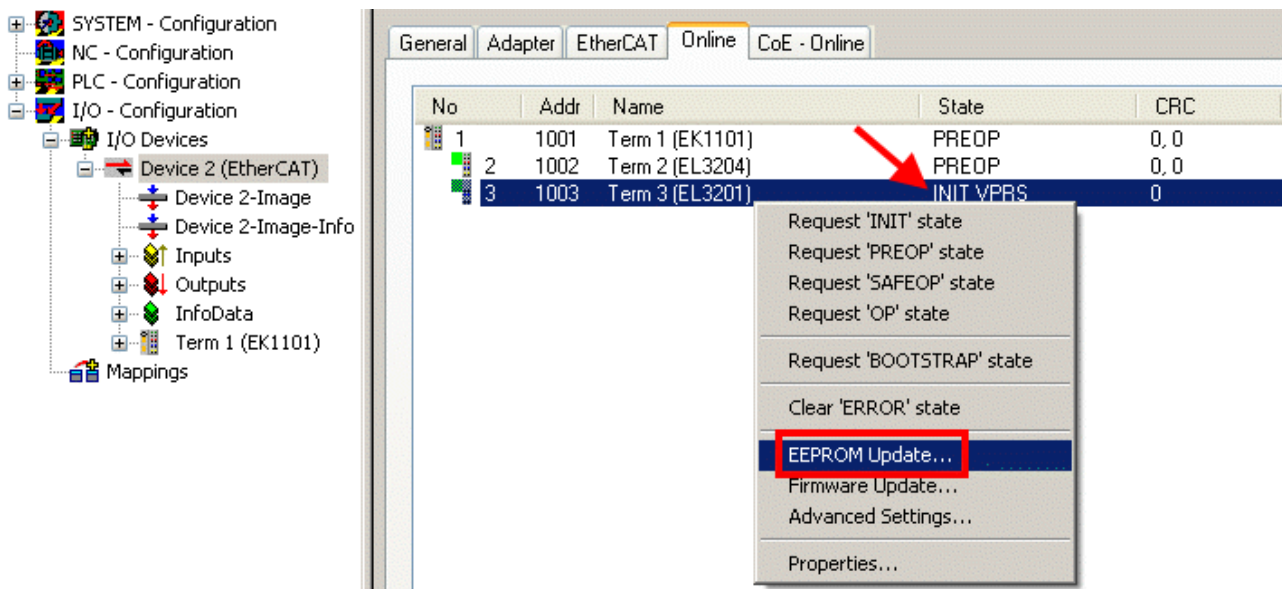 SYSTEM - Configuration
NC - Configuration
PLC - Configuration
I/O - Configuration
I/O Devices
Device 2 (EtherCAT)
Device 2-Image
Device 2-Image-Info
Inputs
Outputs
InfoData
Term 1 (EK1101)
Mappings
General Adapter EtherCAT Online CoE - Online
No Addr Name State CRC
1 1001 Term 1 (EK1101) PREOP 0, 0
2 1002 Term 2 (EL3204) PREOP 0, 0
3 1003 Term 3 (EL3201) INIT VPRS 0
Request 'INIT' state
Request 'PREOP' state
Request 'SAFEOP' state
Request 'OP' state
Request 'BOOTSTRAP' state
Clear 'ERROR' state
EEPROM Update...
Firmware Update...
Advanced Settings...
Properties...